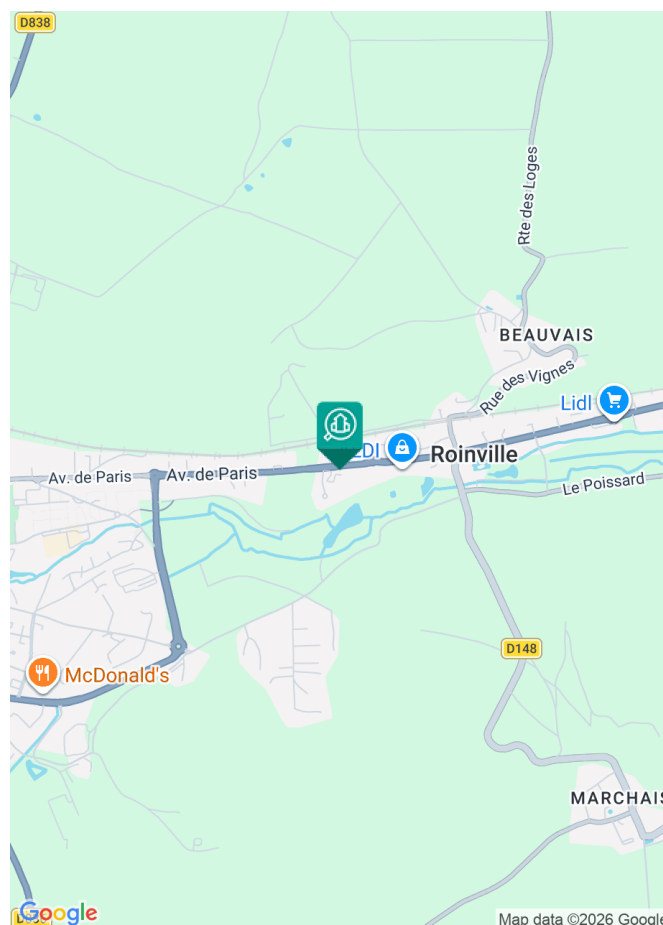 D838
Rte des Loges
BEAUVAIS
Rue des Vignes
Lidl
LDI
Roinville
Av. de Paris
Av. de Paris
Le Poissard
D148
McDonald's
MARCHAIS
Google
Map data ©2026 Google